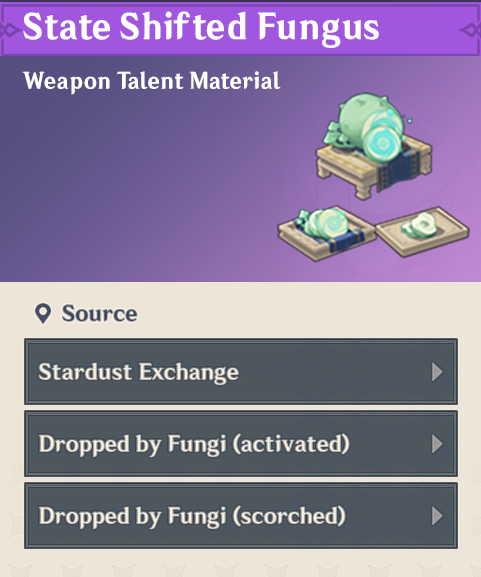 State Shifted Fungus
Weapon Talent Material
Source
Stardust Exchange
Dropped by Fungi (activated)
Dropped by Fungi (scorched)